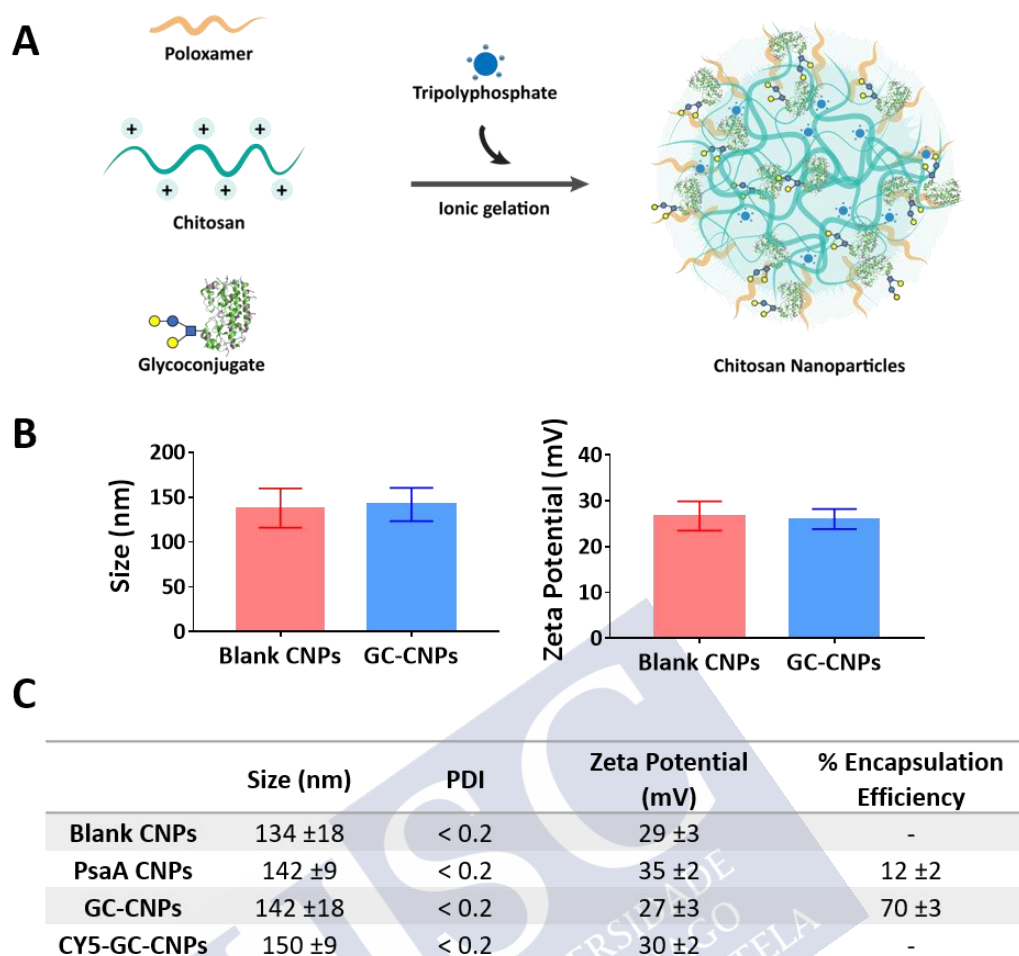 A
Poloxamer
Tripolyphosphate
+ + +
+ + +
Chitosan
Ionic gelation
Glycoconjugate
Chitosan Nanoparticles
B
Size (nm)
200
150
100
50
0
Blank CNPs GC-CNPs
Zeta Potential (mV)
40
30
20
10
0
Blank CNPs GC-CNPs
C
Size (nm) PDI Zeta Potential (mV) % Encapsulation Efficiency
Blank CNPs 134 ±18 < 0.2 29 ±3 -
PsaA CNPs 142 ±9 < 0.2 35 ±2 12 ±2
GC-CNPs 142 ±18 < 0.2 27 ±3 70 ±3
CY5-GC-CNPs 150 ±9 < 0.2 30 ±2 -
USC